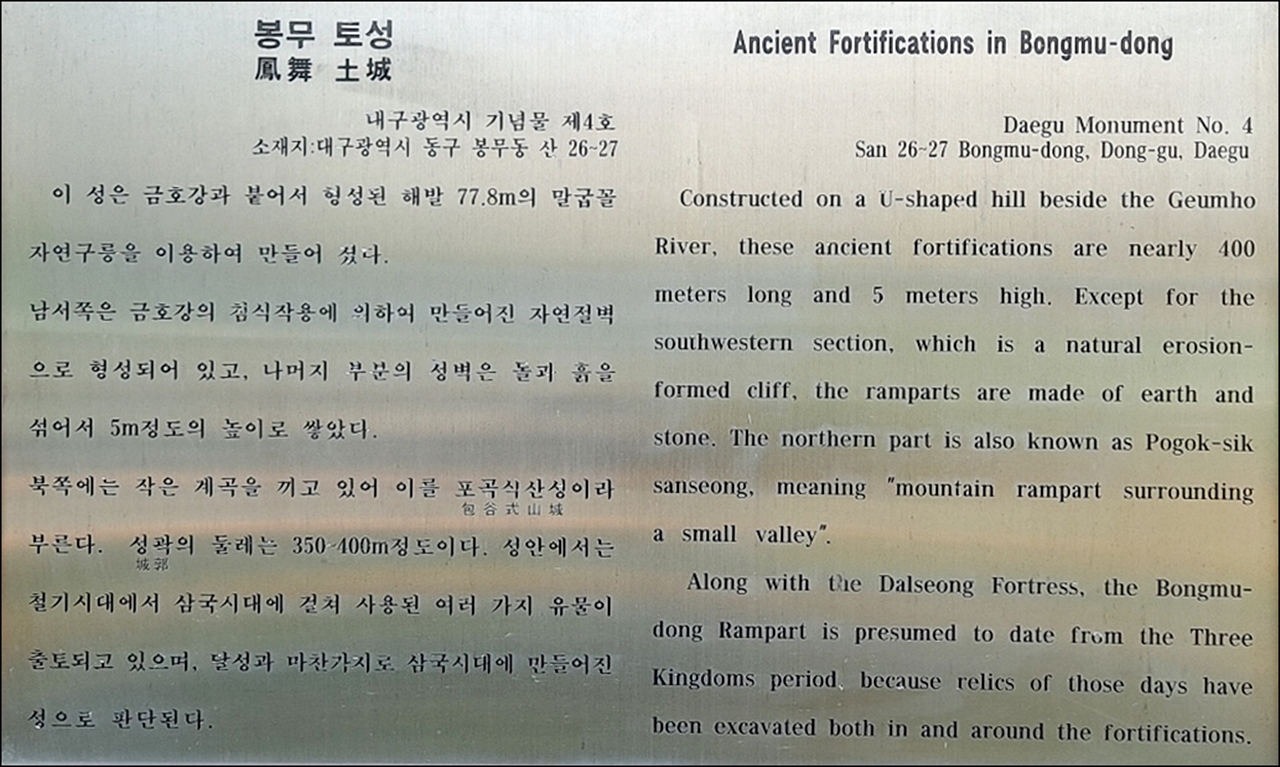 봉무 토성
鳳舞 土城
내구광역시 기념물 제4호
소재지:대구광역시 동구 봉무동 산 26~27
이 성은 금호강과 붙어서 형성된 해발 77.8m의 말굽꼴
자연구릉을 이용하여 만들어 졌다.
남서쪽은 금호강의 침식작용에 의하여 만들어진 자연절벽
으로 형성되어 있고, 나머지 부분의 성벽은 돌과 흙을
섞어서 5m정도의 높이로 쌓았다.
북쪽에는 작은 계곡을 끼고 있어 이를 포곡식산성이라
包谷式山城
부른다. 성곽의 둘레는 350~400m정도이다. 성안에서는
城郭
철기시대에서 삼국시대에 걸쳐 사용된 여러 가지 유물이
출토되고 있으며, 달성과 마찬가지로 삼국시대에 만들어진
성으로 판단된다.
Ancient Fortifications in Bongmu-dong
Daegu Monument No. 4
San 26~27 Bongmu-dong, Dong-gu, Daegu
Constructed on a U-shaped hill beside the Geumho
River, these ancient fortifications are nearly 400
meters long and 5 meters high. Except for the
southwestern section, which is a natural erosion-
formed cliff, the ramparts are made of earth and
stone. The northern part is also known as Pogok-sik
sanseong, meaning "mountain rampart surrounding
a small valley".
Along with the Dalseong Fortress, the Bongmu-
dong Rampart is presumed to date from the Three
Kingdoms period, because relics of those days have
been excavated both in and around the fortifications.